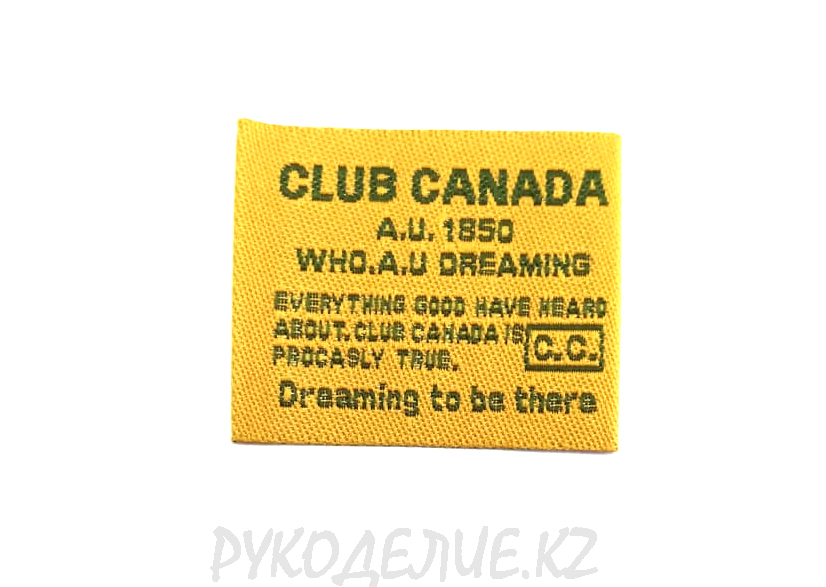 CLUB CANADA
A.U. 1850
WHO.A.U DREAMING
EVERYTHING GOOD HAVE HEARD
ABOUT.CLUB CANADA IS
PROCASLY TRUE.
C.C.
Dreaming to be there
РУКОДЕЛИЕ.KZ